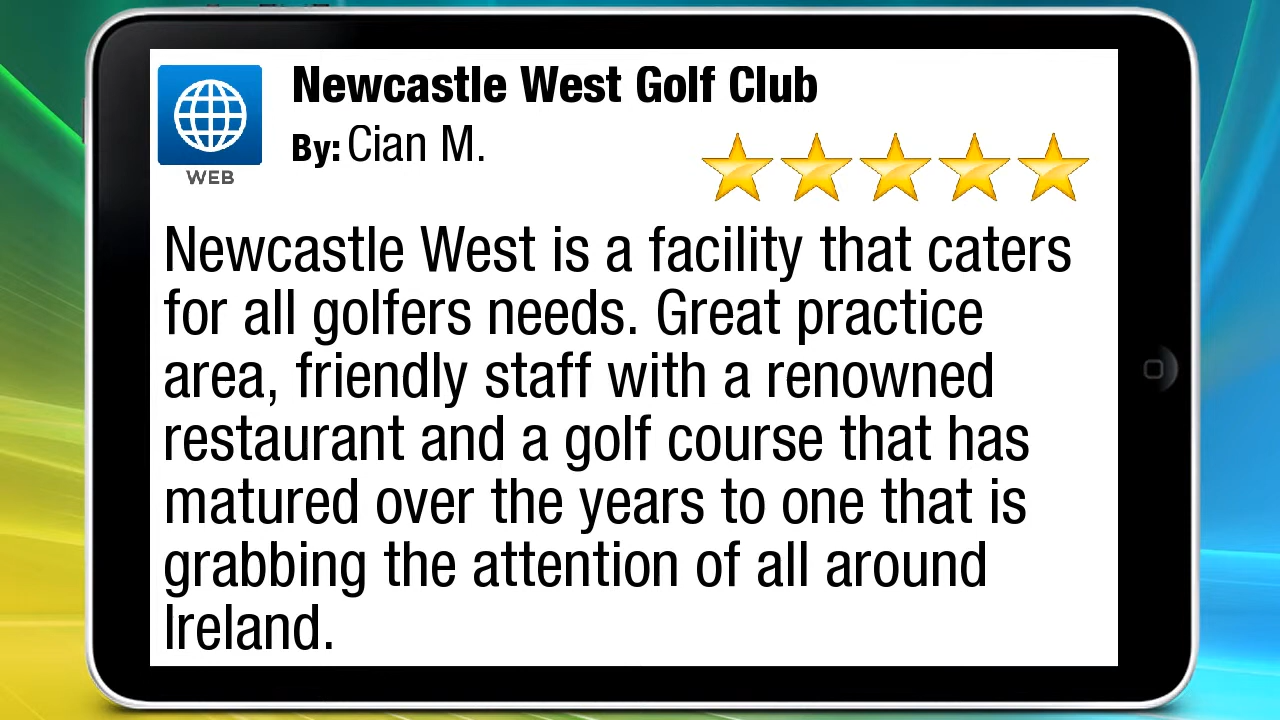 Newcastle West Golf Club
By: Cian M.
WEB
Newcastle West is a facility that caters
for all golfers needs. Great practice
area, friendly staff with a renowned
restaurant and a golf course that has
matured over the years to one that is
grabbing the attention of all around
Ireland.